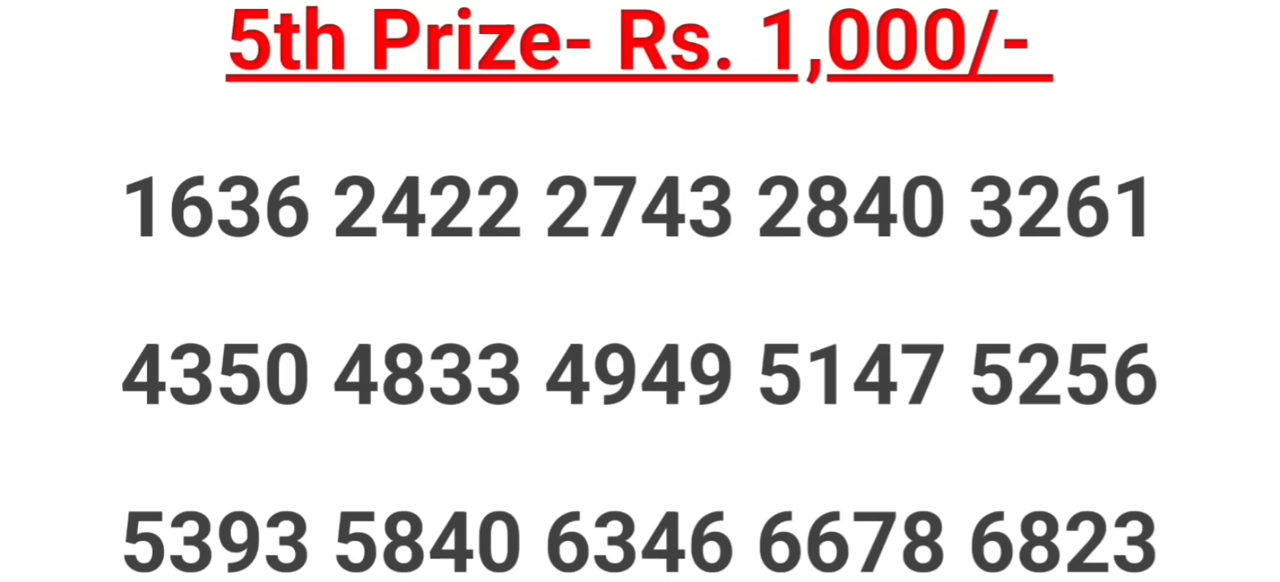 5th Prize- Rs. 1,000/-
1636 2422 2743 2840 3261
4350 4833 4949 5147 5256
5393 5840 6346 6678 6823